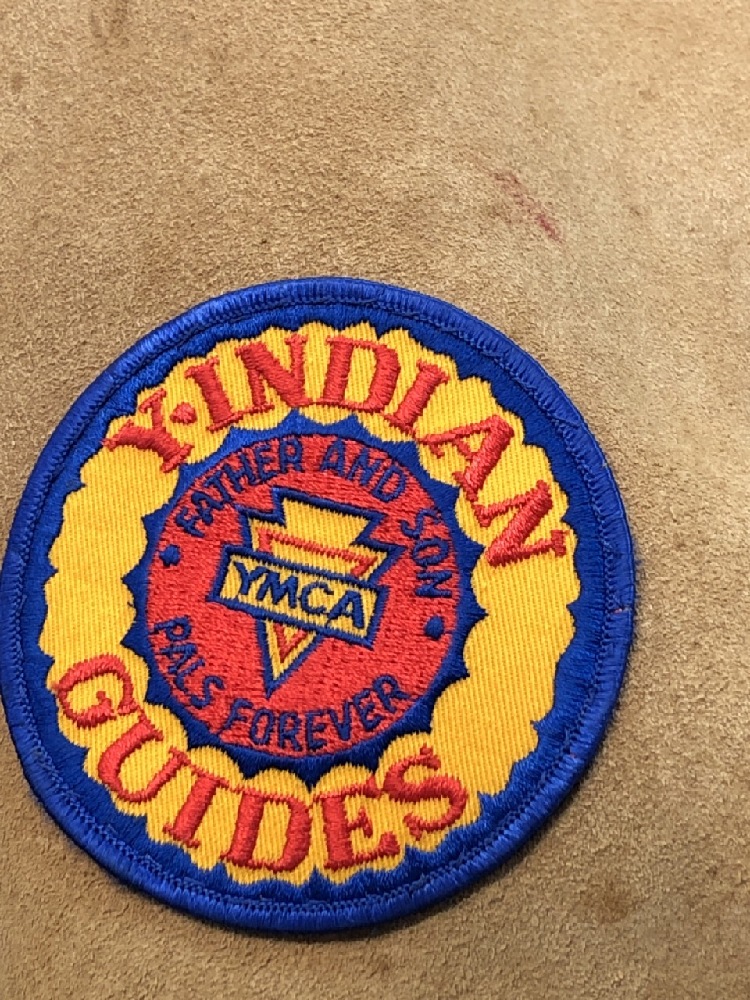 Y·INDIAN
FATHER AND SON
YMCA
PALS FOREVER
GUIDES